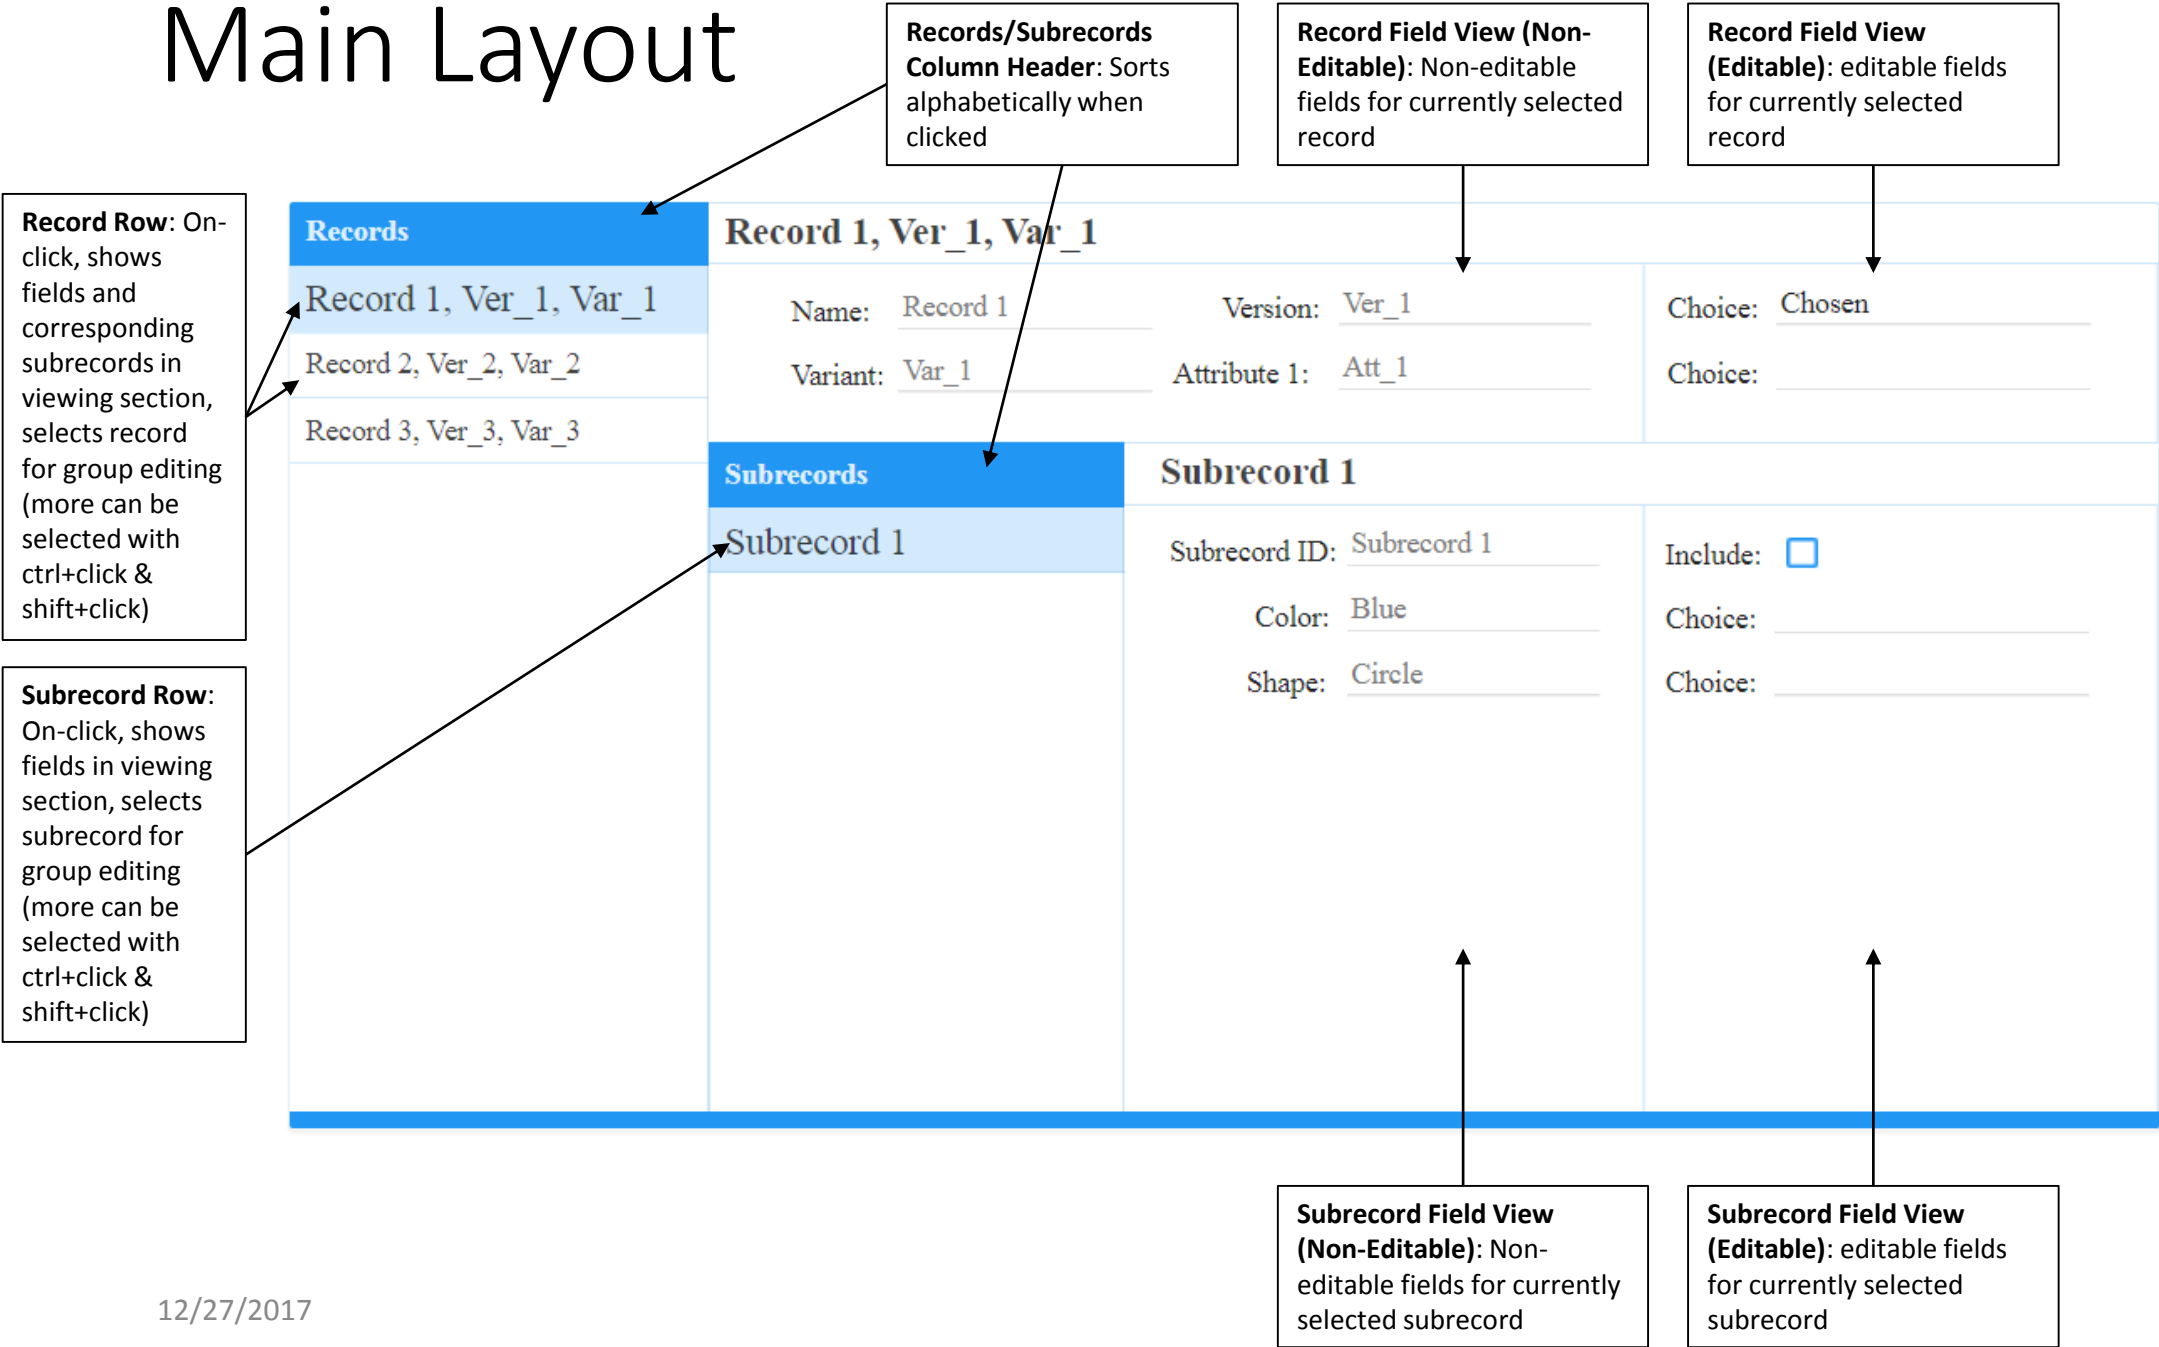 Main Layout
Records/Subrecords
Column Header: Sorts
alphabetically when
clicked
Record Field View (Non-
Editable): Non-editable
fields for currently selected
record
Record Field View
(Editable): editable fields
for currently selected
record
Record Row: On-
click, shows
fields and
corresponding
subrecords in
viewing section,
selects record
for group editing
(more can be
selected with
ctrl+click &
shift+click)
Subrecord Row:
On-click, shows
fields in viewing
section, selects
subrecord for
group editing
(more can be
selected with
ctrl+click &
shift+click)
Records
Record 1, Ver_1, Var_1
Record 2, Ver_2, Var_2
Record 3, Ver_3, Var_3
Record 1, Ver_1, Var_1
Name: Record 1 Version: Ver_1 Choice: Chosen
Variant: Var_1 Attribute 1: Att_1 Choice:
Subrecords
Subrecord 1
Subrecord 1
Subrecord ID: Subrecord 1 Include:
Color: Blue Choice:
Shape: Circle Choice:
Subrecord Field View
(Non-Editable): Non-
editable fields for currently
selected subrecord
Subrecord Field View
(Editable): editable fields
for currently selected
subrecord
12/27/2017